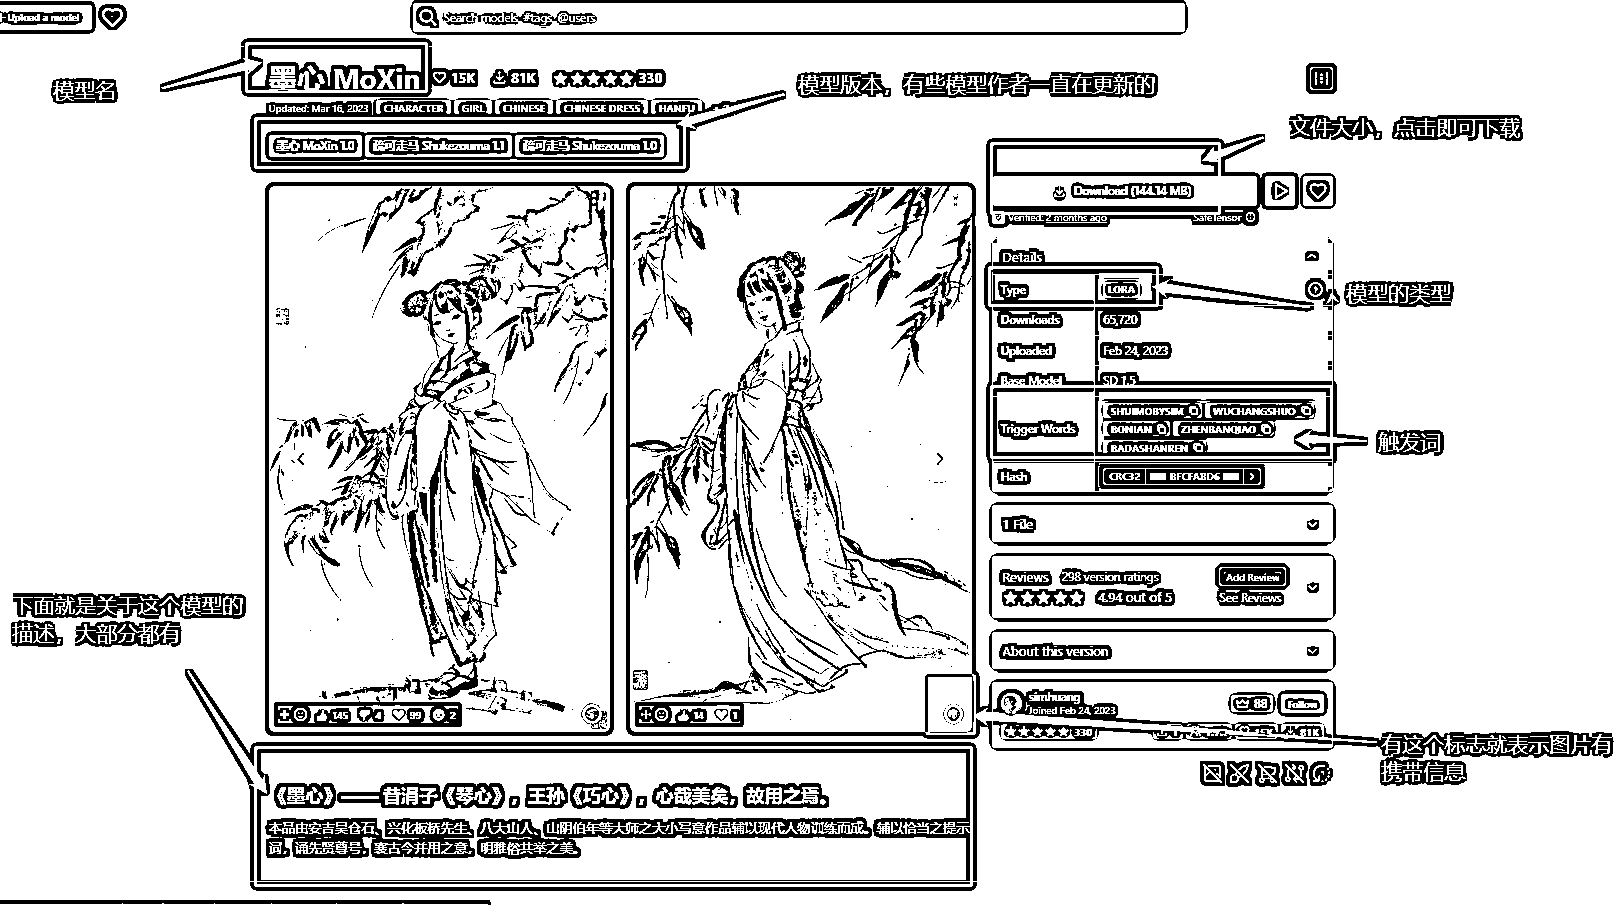 Upload a model
Search models #tags @users
墨心 MoXin
15K
81K
330
模型名
模型版本，有些模型作者一直在更新的
Updated: Mar 16, 2023
CHARACTER
GIRL
CHINESE
CHINESE DRESS
HANFU
文件大小，点击即可下载
墨心 MoXin 1.0
疏可走马 Shukezouma 1.1
疏可走马 Shukezouma 1.0
Download (144.14 MB)
Verified: 2 months ago
SafeTensor
Details
Type
LORA
模型的类型
Downloads
65,720
Uploaded
Feb 24, 2023
Base Model
SD 1.5
Trigger Words
SHUIMOBYSIM
WUCHANGSHUO
BONIAN
ZHENBANQIAO
BADASHANREN
触发词
Hash
CRC32
BFCFABD6
1 File
Reviews
298 version ratings
Add Review
4.94 out of 5
See Reviews
下面就是关于这个模型的
描述，大部分都有
About this version
simhuang
Joined Feb 24, 2023
88
Follow
330
81K
145
4
99
2
14
1
有这个标志就表示图片有
携带信息
《墨心》——昔涓子《琴心》，王孙《巧心》，心哉美矣，故用之焉。
本品由安吉吴仓石、兴化板桥先生、八大山人、山阴伯年等大师之大小写意作品辅以现代人物训练而成。辅以恰当之提示
词，诵先贤尊号，袭古今并用之意，明雅俗共举之美。